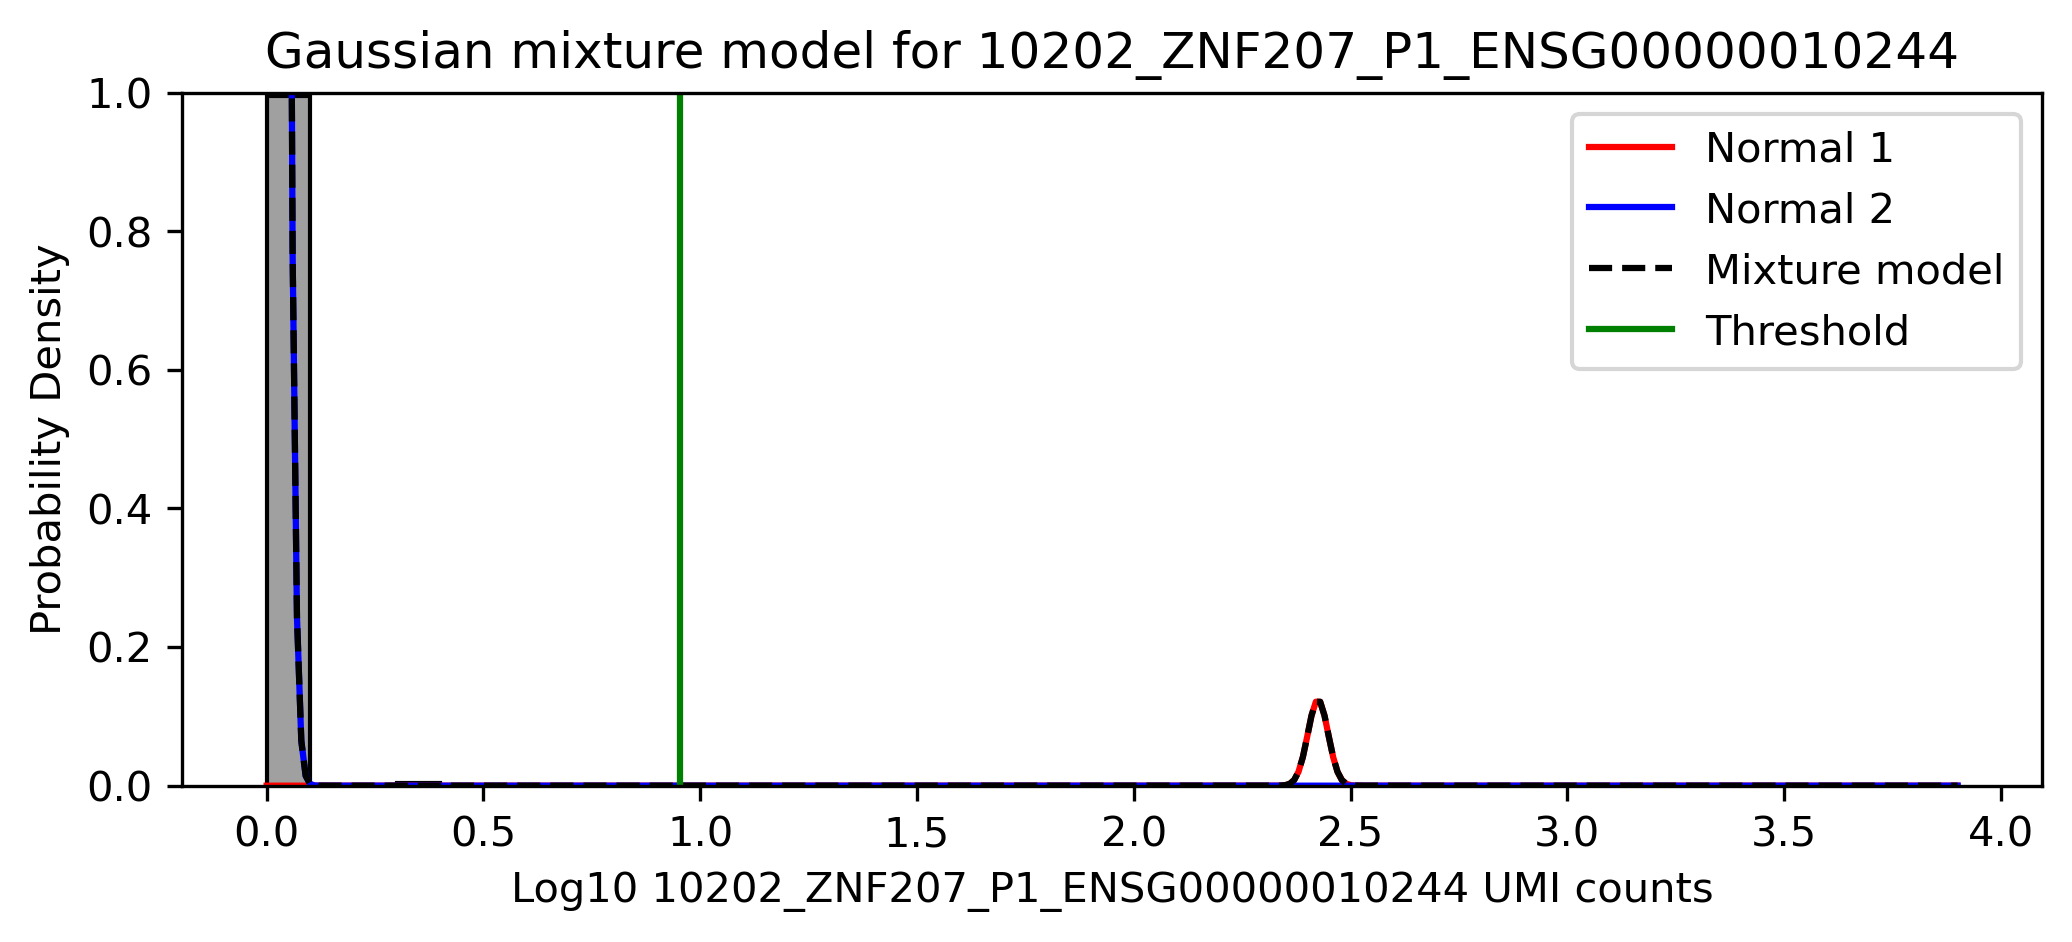 Gaussian mixture model for 10202_ZNF207_P1_ENSG00000010244
1.0
0.8
0.6
0.4
0.2
0.0
Probability Density
Normal 1
Normal 2
Mixture model
Threshold
0.0 0.5 1.0 1.5 2.0 2.5 3.0 3.5 4.0
Log10 10202_ZNF207_P1_ENSG00000010244 UMI counts